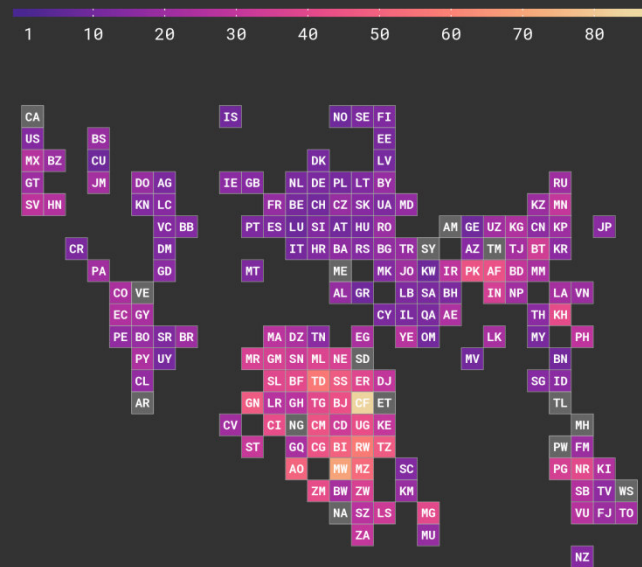 1 10 20 30 40 50 60 70 80
CA IS NO SE FI
US BS EE
MX BZ CU DK LV
GT JM DO AG IE GB NL DE PL LT BY RU
SV HN KN LC FR BE CH CZ SK UA MD KZ MN
VC BB PT ES LU SI AT HU RO AM GE UZ KG CN KP JP
CR DM IT HR BA RS BG TR SY AZ TM TJ BT KR
PA GD MT ME MK JO KW IR PK AF BD MM
CO VE AL GR LB SA BH IN NP LA VN
EC GY CY IL QA AE TH KH
PE BO SR BR MA DZ TN EG YE OM LK MY PH
PY UY MR GM SN ML NE SD MV BN
CL SL BF TD SS ER DJ SG ID
AR GN LR GH TG BJ CF ET TL
CV CI NG CM CD UG KE MH
ST GQ CG BI RW TZ PW FM
AO MW MZ SC PG NR KI
ZM BW ZW KM SB TV WS
NA SZ LS MG VU FJ TO
ZA MU
NZ